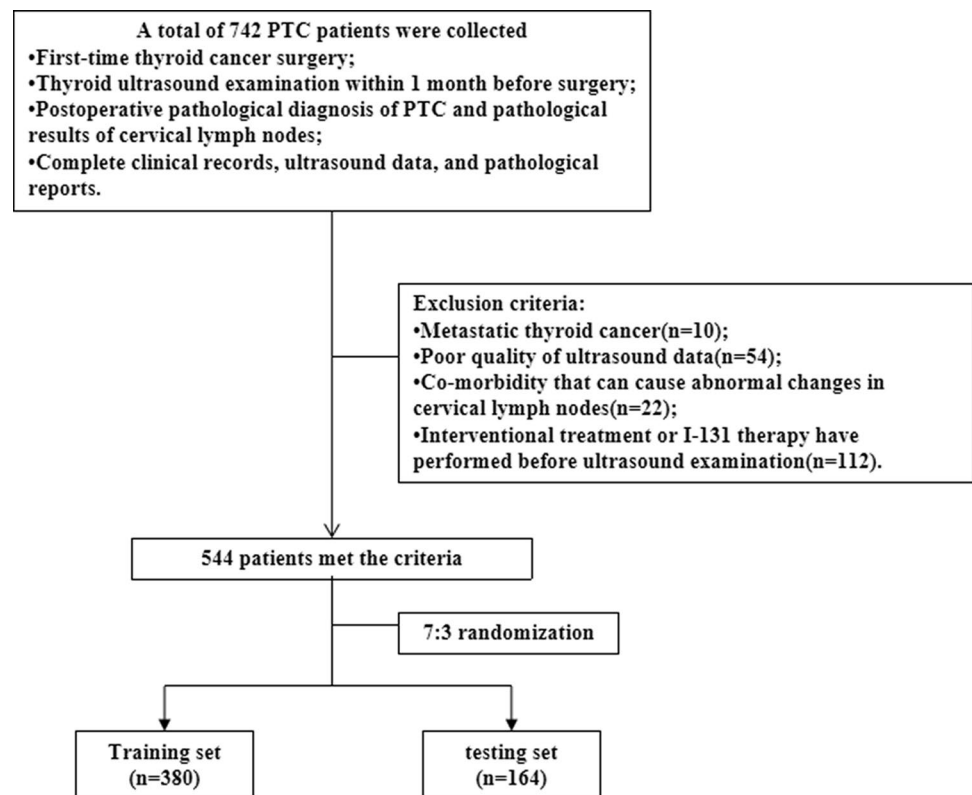 A total of 742 PTC patients were collected
•First-time thyroid cancer surgery;
•Thyroid ultrasound examination within 1 month before surgery;
•Postoperative pathological diagnosis of PTC and pathological
results of cervical lymph nodes;
•Complete clinical records, ultrasound data, and pathological
reports.
Exclusion criteria:
•Metastatic thyroid cancer(n=10);
•Poor quality of ultrasound data(n=54);
•Co-morbidity that can cause abnormal changes in
cervical lymph nodes(n=22);
•Interventional treatment or I-131 therapy have
performed before ultrasound examination(n=112).
544 patients met the criteria
7:3 randomization
Training set
(n=380)
testing set
(n=164)